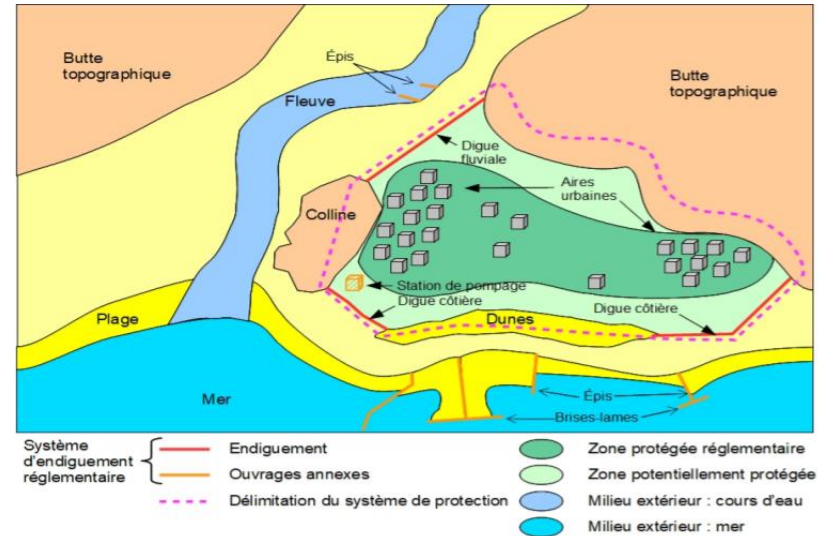 Butte
topographique
Épis
Fleuve
Butte
topographique
Digue
fluviale
Aires
urbaines
Colline
Station de pompage
Digue côtière
Digue côtière
Plage
Dunes
Mer
Épis
Brises-lames
Système
d'endiguement
réglementaire
Endiguement
Ouvrages annexes
Délimitation du système de protection
Zone protégée réglementaire
Zone potentiellement protégée
Milieu extérieur : cours d'eau
Milieu extérieur : mer